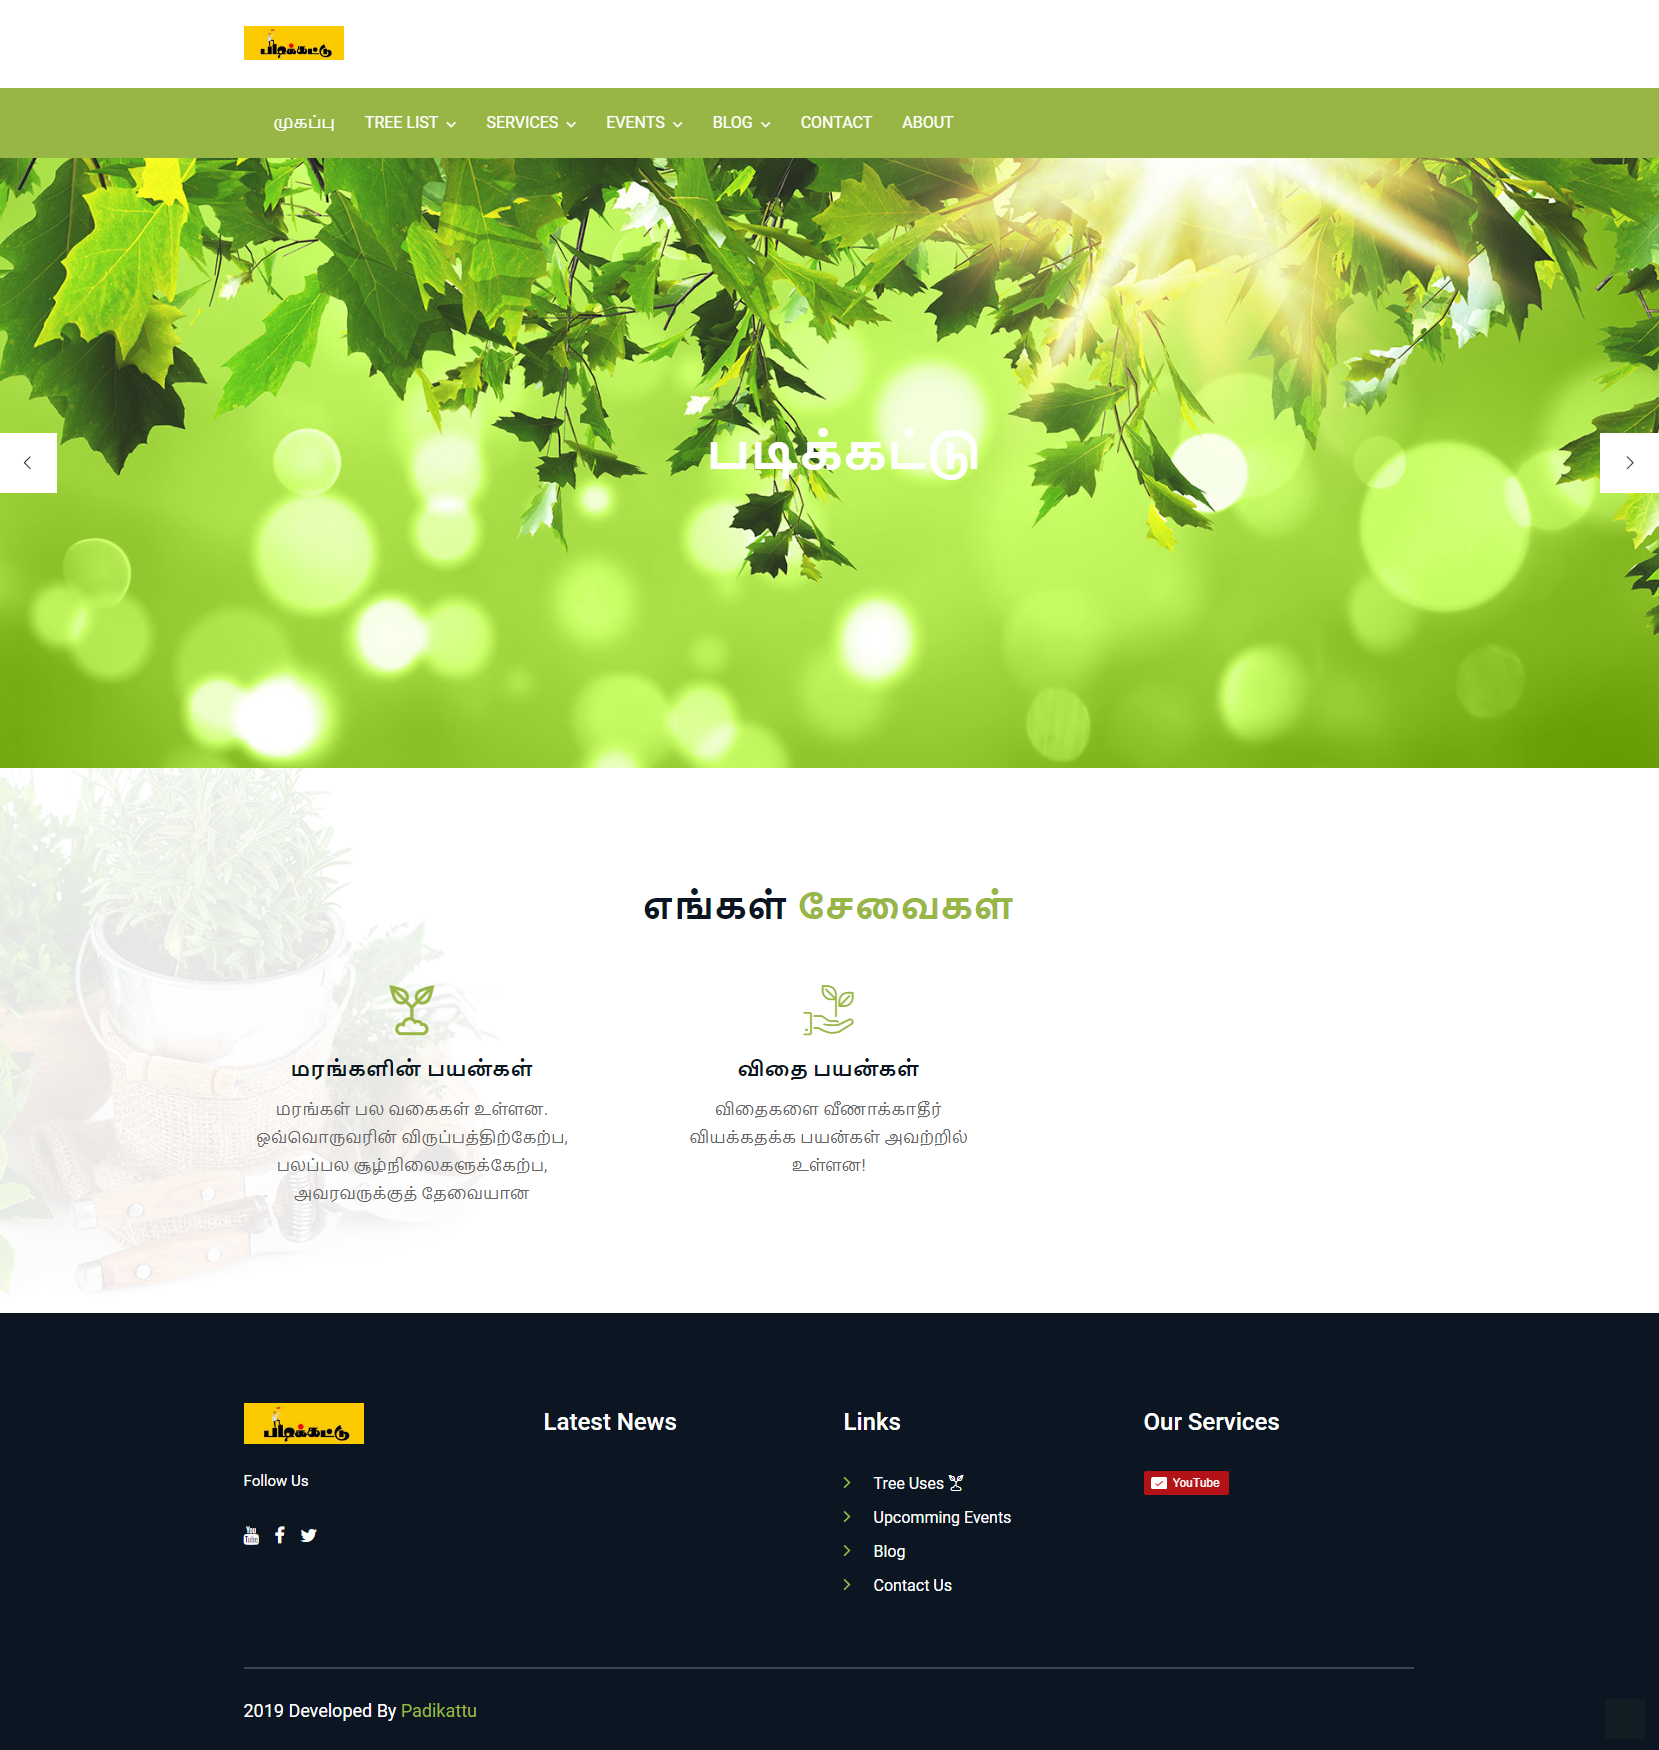 படிக்கட்டு
முகப்பு TREE LIST SERVICES EVENTS BLOG CONTACT ABOUT
படிக்கட்டு
எங்கள் சேவைகள்
மரங்களின் பயன்கள்
மரங்கள் பல வகைகள் உள்ளன.
ஒவ்வொருவரின் விருப்பத்திற்கேற்ப,
பலப்பல சூழ்நிலைகளுக்கேற்ப,
அவரவருக்குத் தேவையான
விதை பயன்கள்
விதைகளை வீணாக்காதீர்
வியக்கதக்க பயன்கள் அவற்றில்
உள்ளன!
படிக்கட்டு
Follow Us
You Tube
Latest News
Links
Tree Uses
Upcomming Events
Blog
Contact Us
Our Services
YouTube
2019 Developed By Padikattu